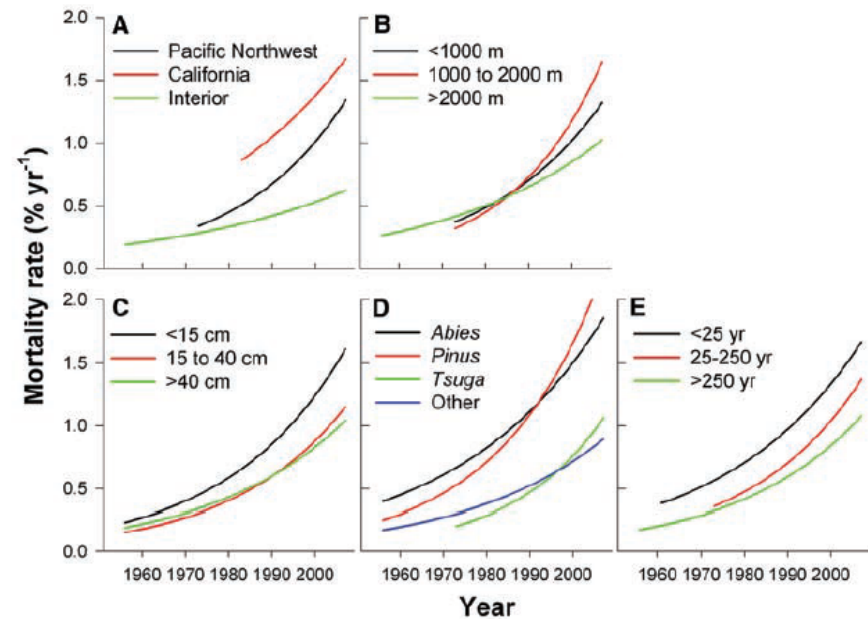 A
Pacific Northwest
California
Interior
B
<1000 m
1000 to 2000 m
>2000 m
2.0
1.5
1.0
0.5
0.0
Mortality rate (% yr⁻¹)
C
<15 cm
15 to 40 cm
>40 cm
D
Abies
Pinus
Tsuga
Other
E
<25 yr
25-250 yr
>250 yr
2.0
1.5
1.0
0.5
0.0
1960 1970 1980 1990 2000
1960 1970 1980 1990 2000
1960 1970 1980 1990 2000
Year